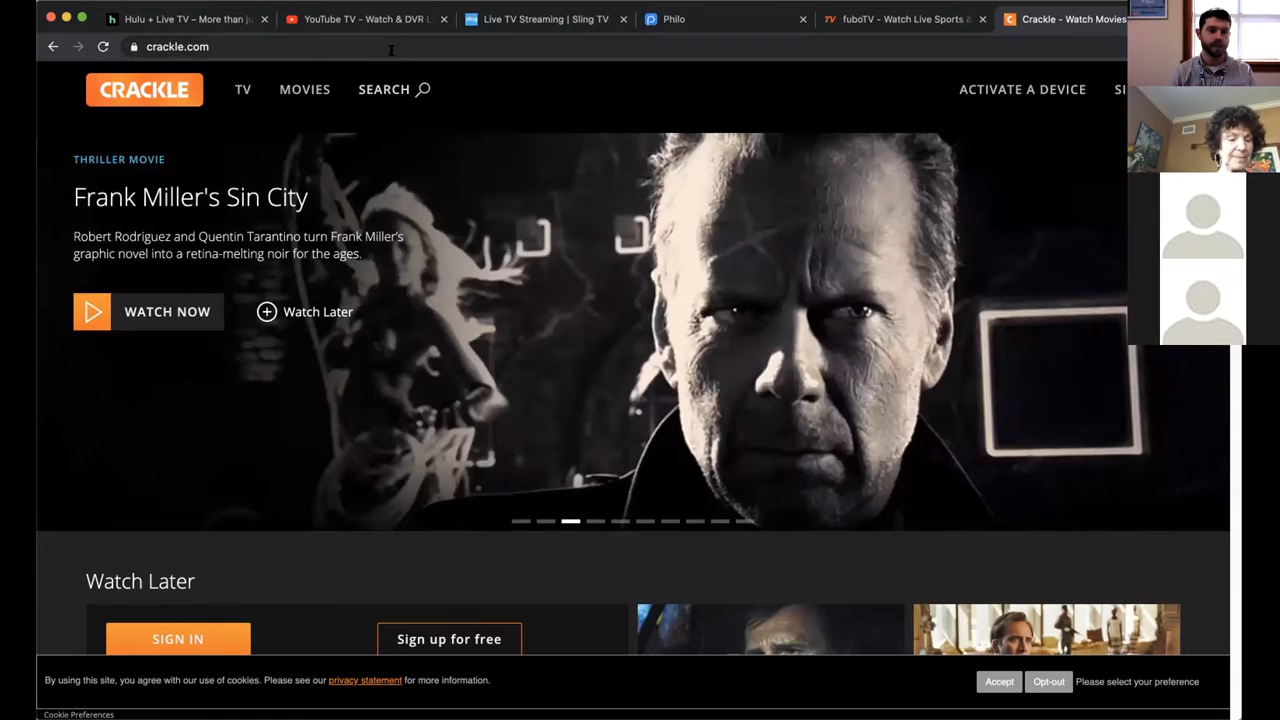 Hulu + Live TV – More than ju
YouTube TV - Watch & DVR L
Live TV Streaming | Sling TV
Philo
fuboTV - Watch Live Sports &
Crackle - Watch Movies
crackle.com
CRACKLE
TV
MOVIES
SEARCH
ACTIVATE A DEVICE
SI
THRILLER MOVIE
Frank Miller's Sin City
Robert Rodriguez and Quentin Tarantino turn Frank Miller's
graphic novel into a retina-melting noir for the ages.
WATCH NOW
Watch Later
Watch Later
SIGN IN
Sign up for free
By using this site, you agree with our use of cookies. Please see our privacy statement for more information.
Accept
Opt-out
Please select your preference
Cookie Preferences